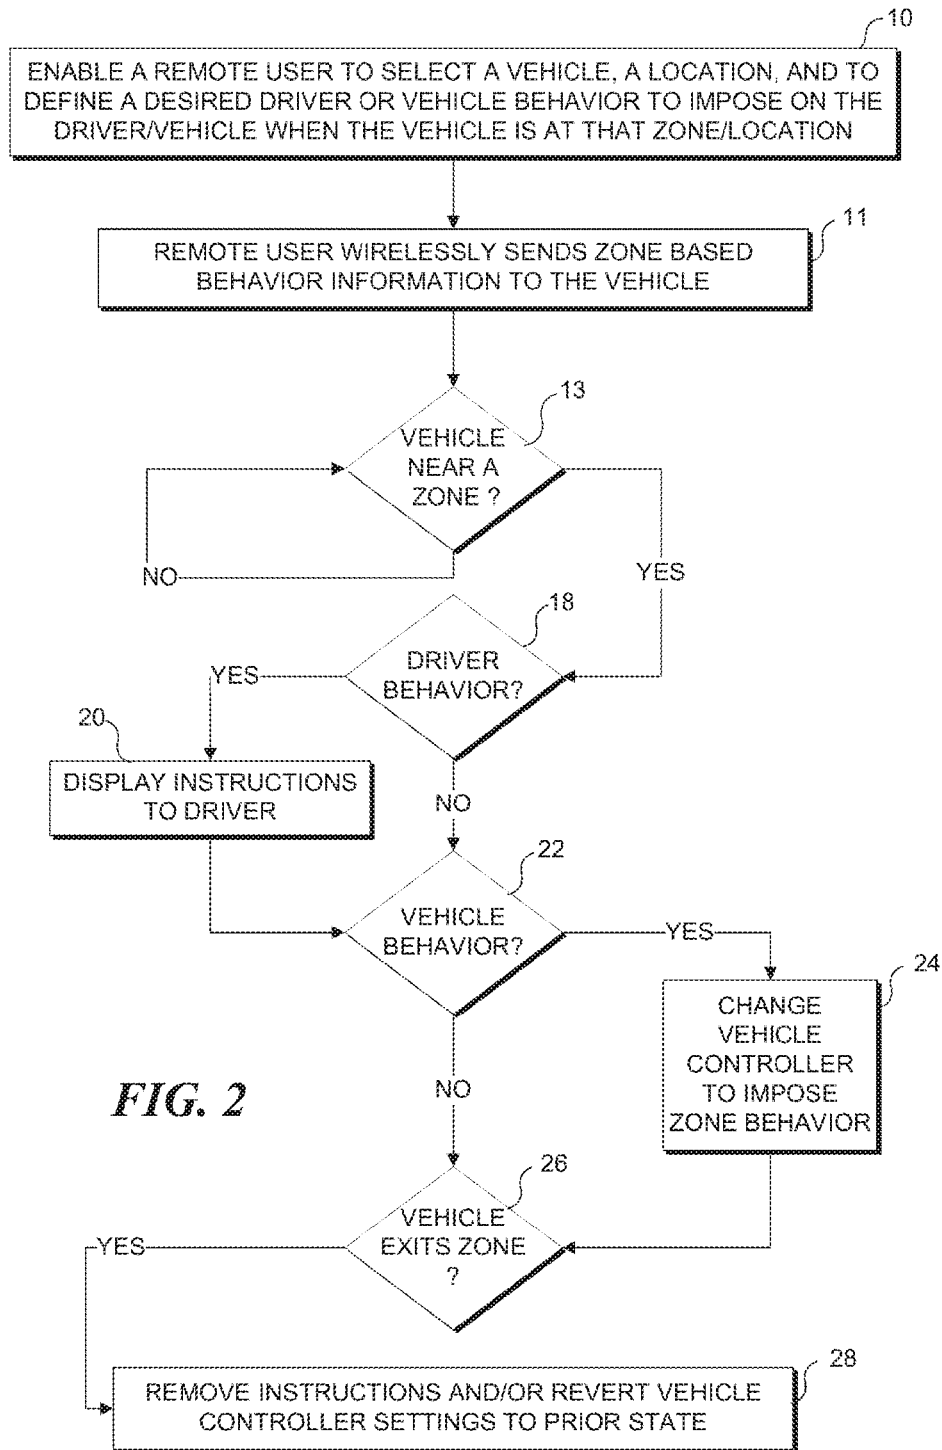 10
ENABLE A REMOTE USER TO SELECT A VEHICLE, A LOCATION, AND TO
DEFINE A DESIRED DRIVER OR VEHICLE BEHAVIOR TO IMPOSE ON THE
DRIVER/VEHICLE WHEN THE VEHICLE IS AT THAT ZONE/LOCATION
11
REMOTE USER WIRELESSLY SENDS ZONE BASED
BEHAVIOR INFORMATION TO THE VEHICLE
13
VEHICLE
NEAR A
ZONE ?
NO
YES
18
DRIVER
BEHAVIOR?
YES
20
DISPLAY INSTRUCTIONS
TO DRIVER
NO
22
VEHICLE
BEHAVIOR?
YES
24
CHANGE
VEHICLE
CONTROLLER
TO IMPOSE
ZONE BEHAVIOR
NO
FIG. 2
26
VEHICLE
EXITS ZONE
?
YES
28
REMOVE INSTRUCTIONS AND/OR REVERT VEHICLE
CONTROLLER SETTINGS TO PRIOR STATE